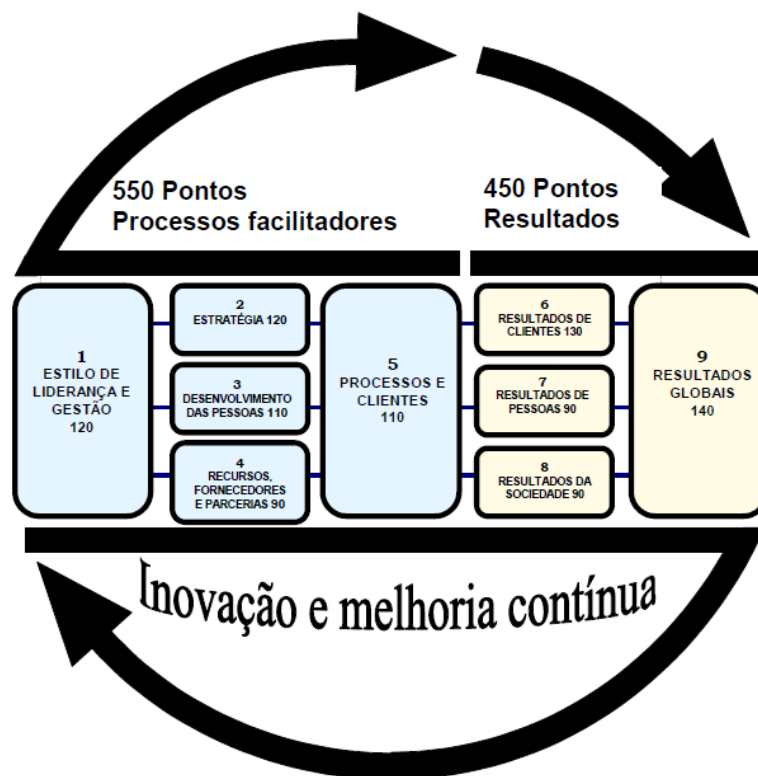 550 Pontos
Processos facilitadores
450 Pontos
Resultados
1
ESTILO DE
LIDERANÇA E
GESTÃO
120
2
ESTRATÉGIA 120
3
DESENVOLVIMENTO
DAS PESSOAS 110
4
RECURSOS,
FORNECEDORES
E PARCERIAS 90
5
PROCESSOS E
CLIENTES
110
6
RESULTADOS DE
CLIENTES 130
7
RESULTADOS DE
PESSOAS 90
8
RESULTADOS DA
SOCIEDADE 90
9
RESULTADOS
GLOBAIS
140
Inovação e melhoria contínua